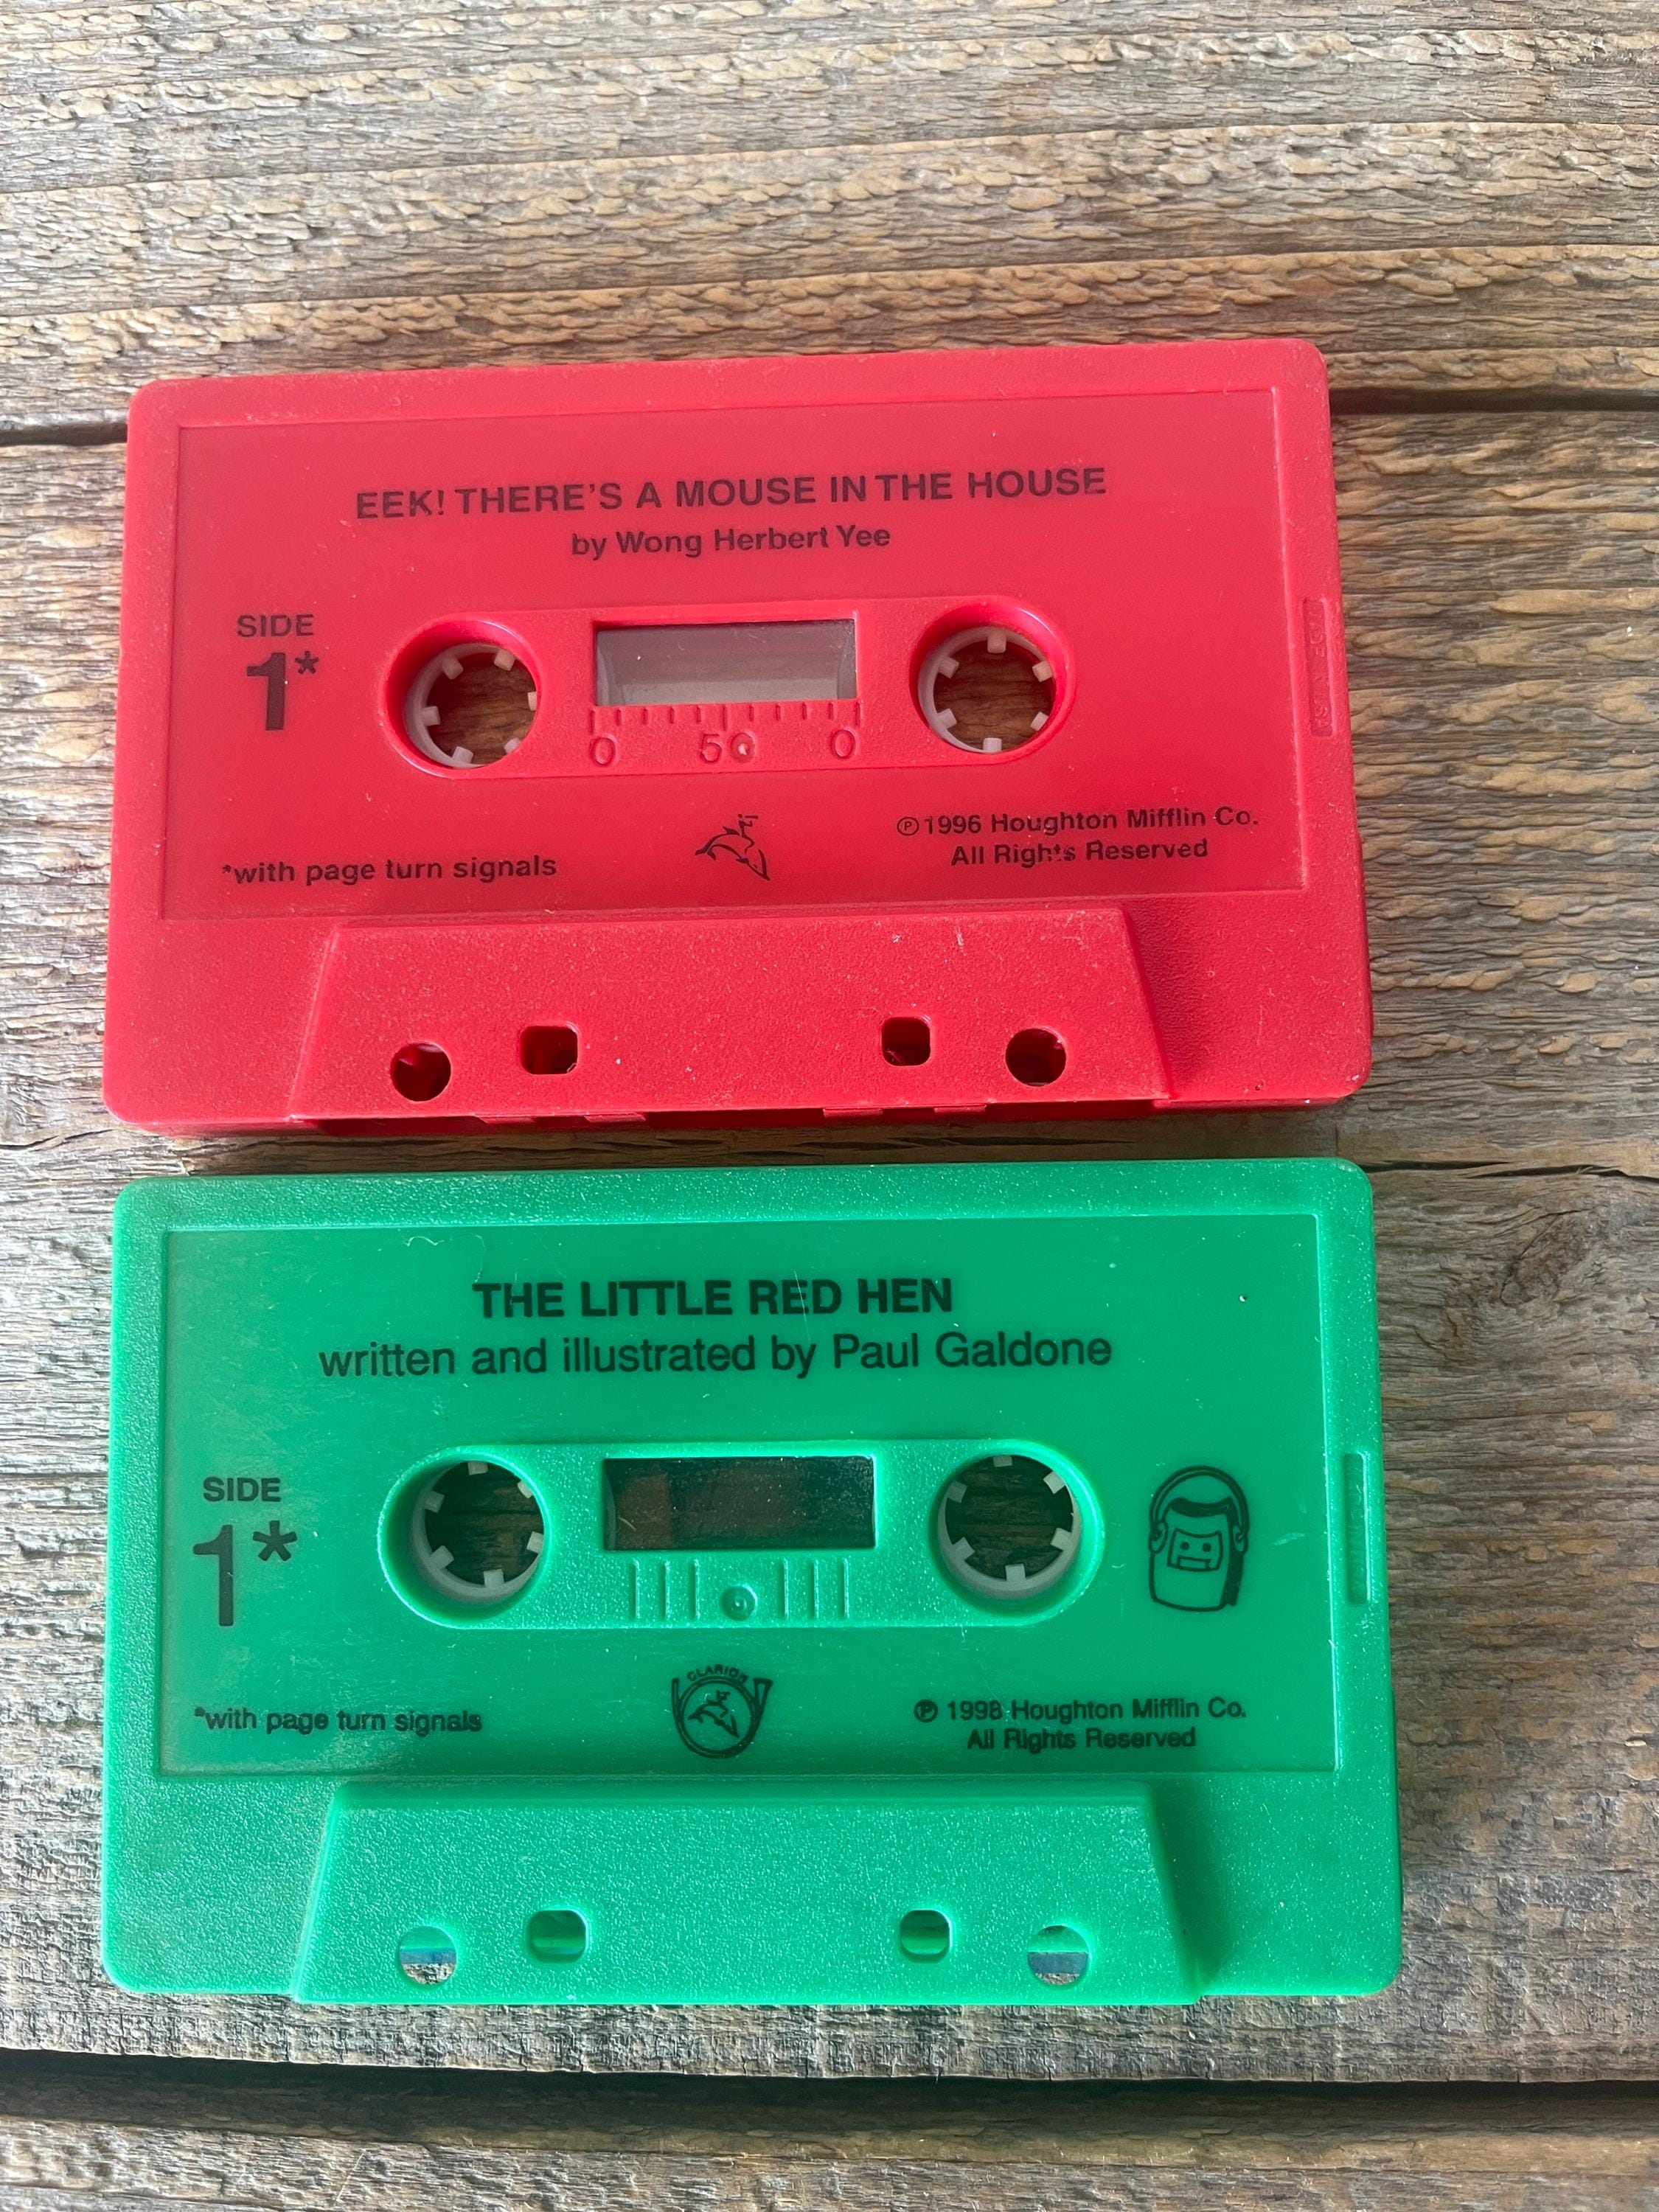 EEK! THERE'S A MOUSE IN THE HOUSE
by Wong Herbert Yee
SIDE
1*
0 50 0
*with page turn signals
℗1996 Houghton Mifflin Co.
All Rights Reserved
THE LITTLE RED HEN
written and illustrated by Paul Galdone
SIDE
1*
CLARION
*with page turn signals
℗ 1998 Houghton Mifflin Co.
All Rights Reserved